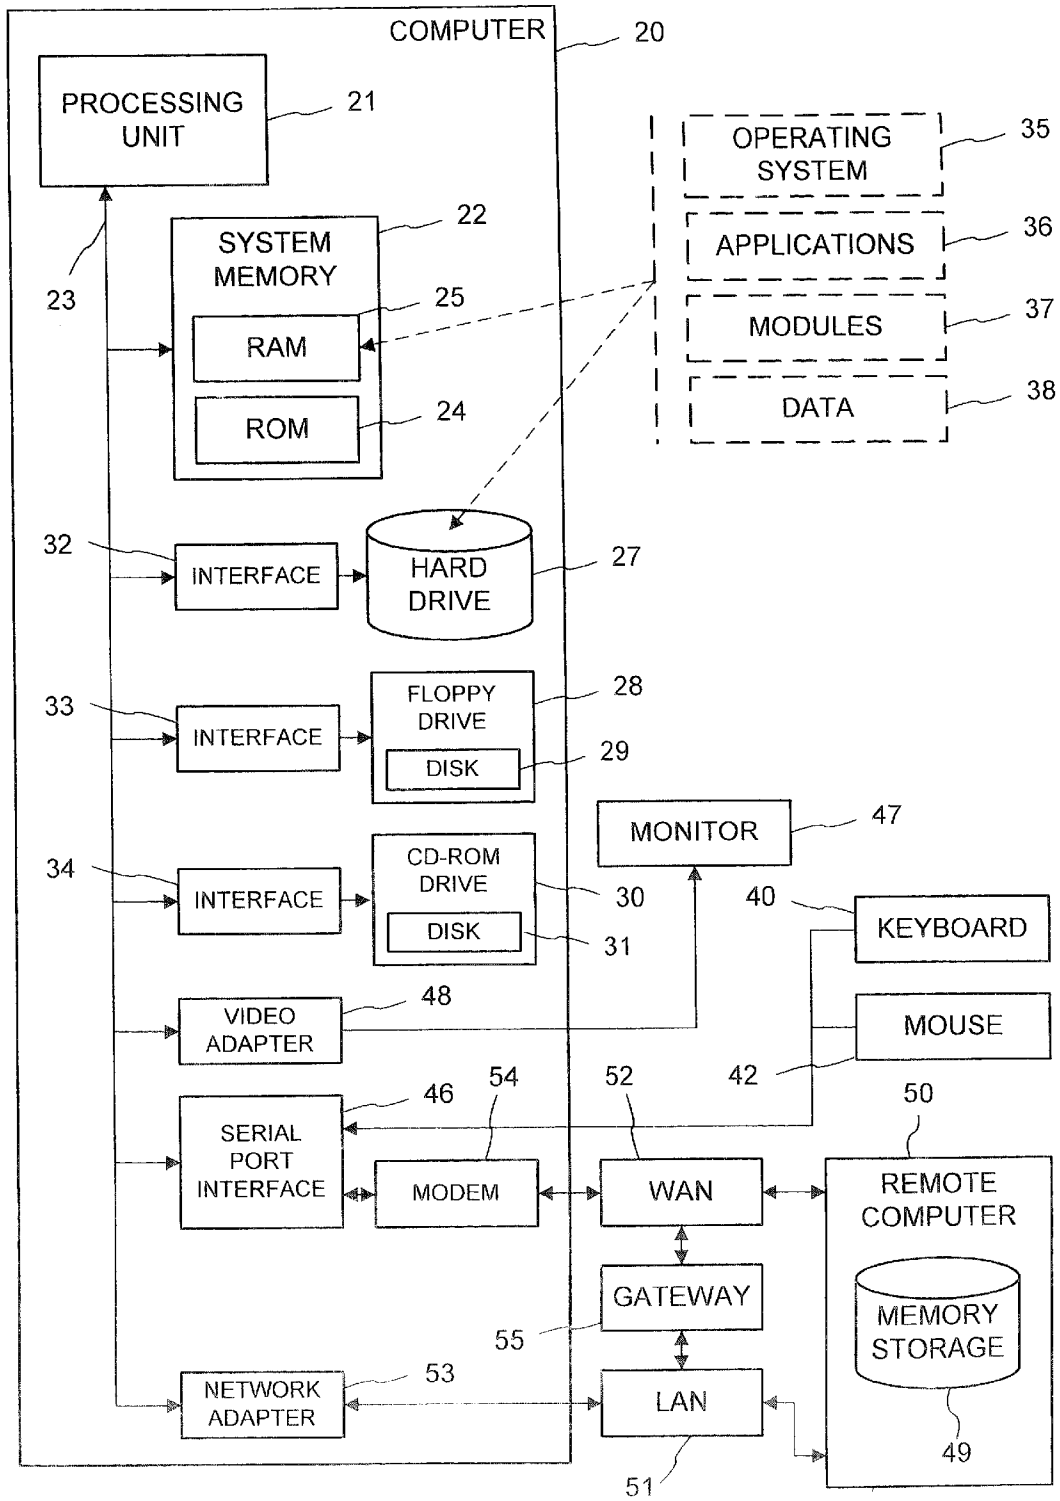 COMPUTER
20
PROCESSING
UNIT
21
23
SYSTEM
MEMORY
22
RAM
25
ROM
24
OPERATING
SYSTEM
35
APPLICATIONS
36
MODULES
37
DATA
38
32
INTERFACE
HARD
DRIVE
27
33
INTERFACE
FLOPPY
DRIVE
28
DISK
29
34
INTERFACE
CD-ROM
DRIVE
30
DISK
31
MONITOR
47
40
KEYBOARD
MOUSE
42
VIDEO
ADAPTER
48
SERIAL
PORT
INTERFACE
46
MODEM
54
WAN
52
GATEWAY
55
LAN
51
NETWORK
ADAPTER
53
50
REMOTE
COMPUTER
MEMORY
STORAGE
49